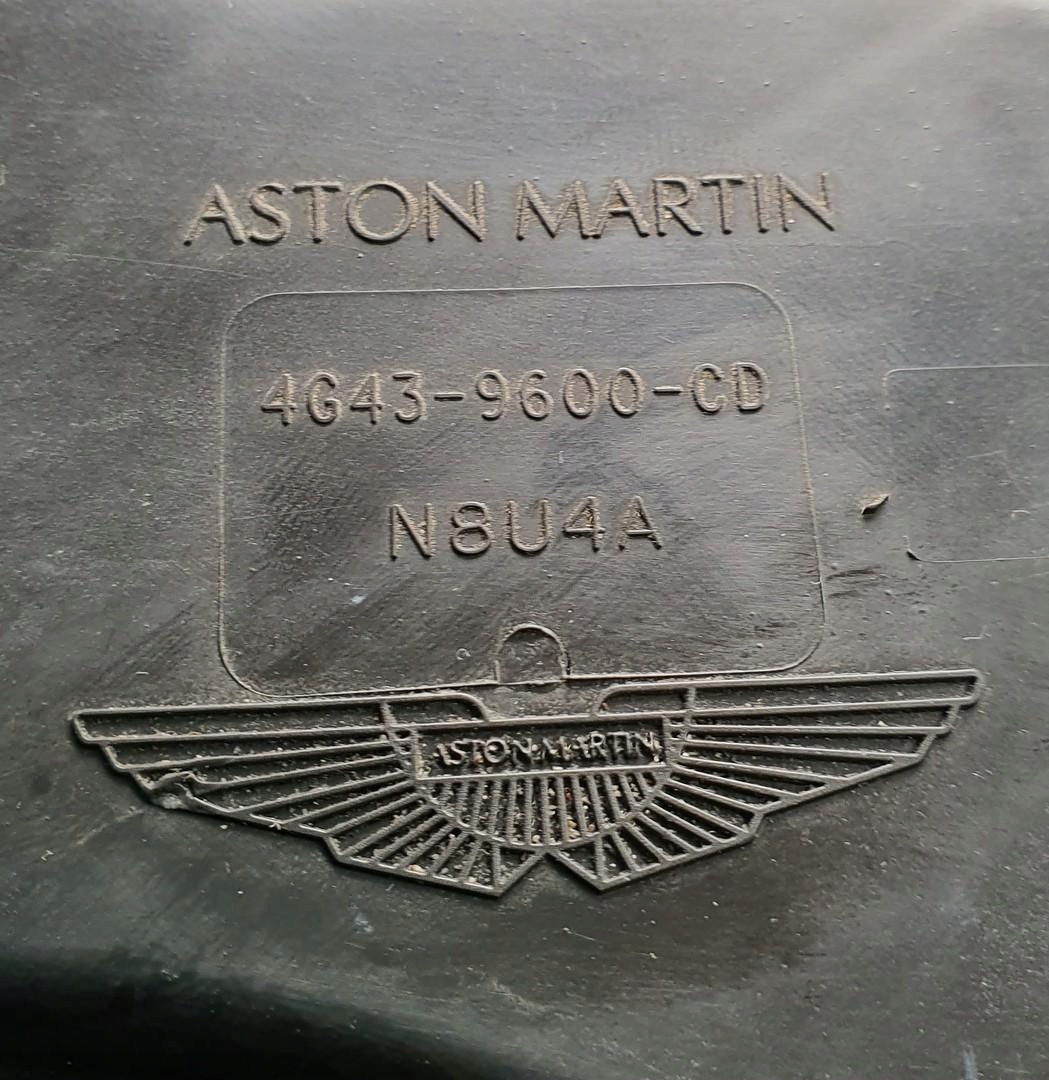 ASTON MARTIN
4G43-9600-CD
N8U4A
ASTON MARTIN